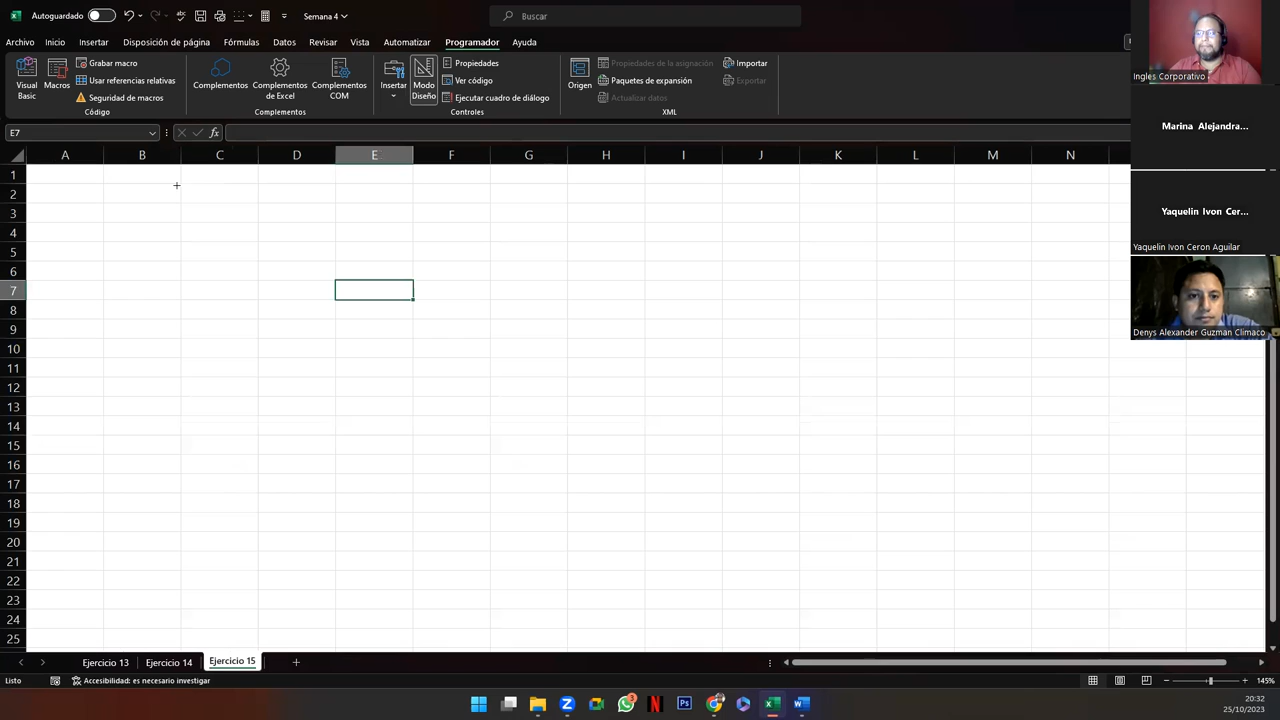 Autoguardado
Semana 4
Buscar
Archivo Inicio Insertar Disposición de página Fórmulas Datos Revisar Vista Automatizar Programador Ayuda
Visual Basic
Macros
Grabar macro
Usar referencias relativas
Seguridad de macros
Código
Complementos
Complementos de Excel
Complementos COM
Complementos
Insertar
Modo Diseño
Propiedades
Ver código
Ejecutar cuadro de diálogo
Controles
Origen
Propiedades de la asignación
Paquetes de expansión
Actualizar datos
Importar
Exportar
XML
E7
fx
A B C D E F G H I J K L M N
1
2
3
4
5
6
7
8
9
10
11
12
13
14
15
16
17
18
19
20
21
22
23
24
25
Ingles Corporativo
Marina Alejandra...
Yaquelin Ivon Cer...
Yaquelin Ivon Ceron Aguilar
Denys Alexander Guzman Climaco
Ejercicio 13 Ejercicio 14 Ejercicio 15
Listo
Accesibilidad: es necesario investigar
145%
3
20:32
25/10/2023